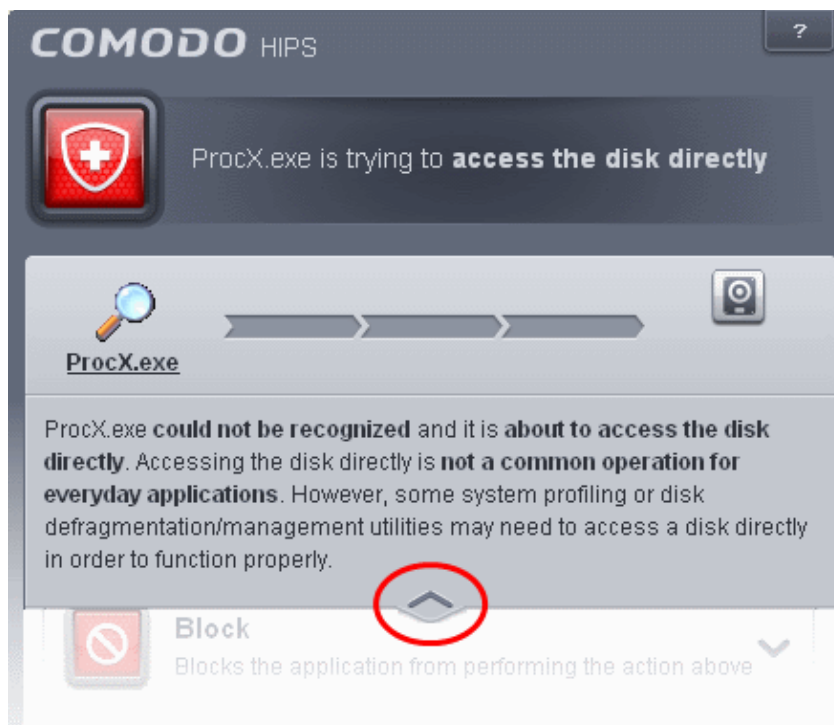 COMODO HIPS
?
ProcX.exe is trying to access the disk directly
ProcX.exe
ProcX.exe could not be recognized and it is about to access the disk
directly. Accessing the disk directly is not a common operation for
everyday applications. However, some system profiling or disk
defragmentation/management utilities may need to access a disk directly
in order to function properly.
Block
Blocks the application from performing the action above